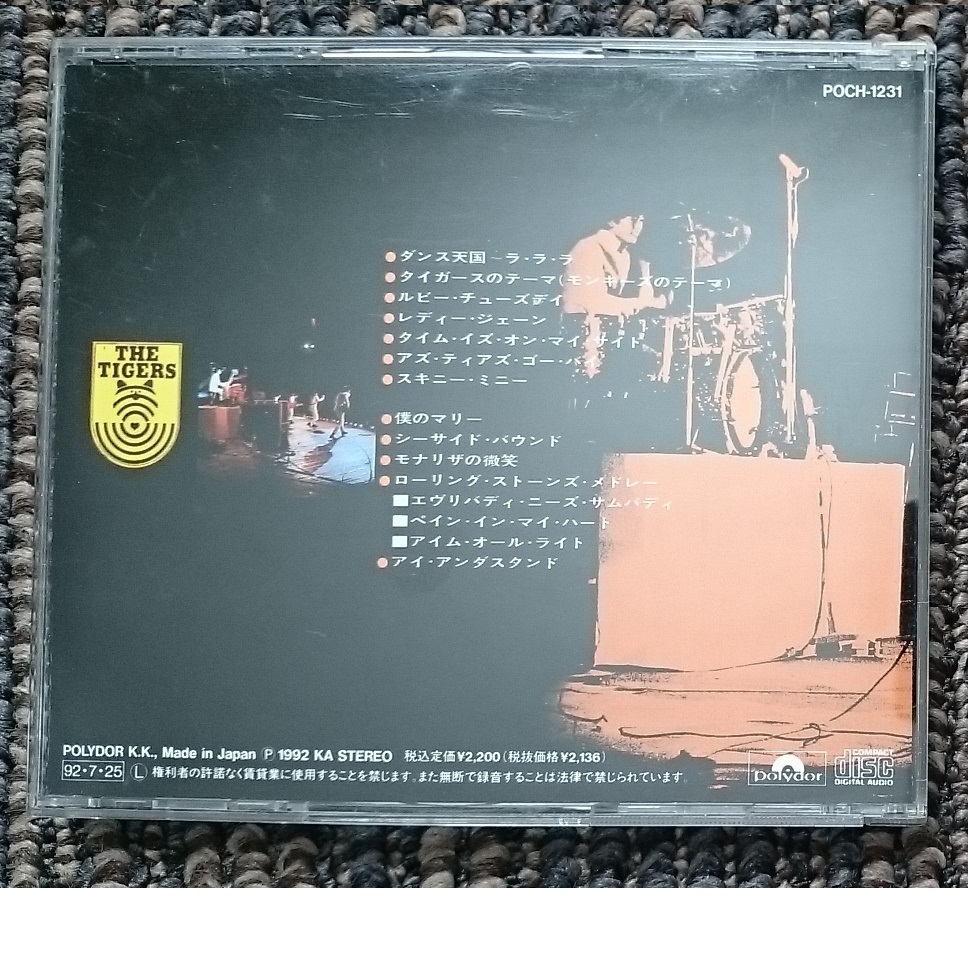 POCH-1231
●ダンス天国~ラ・ラ・ラ
●タイガースのテーマ(モンキーズのテーマ)
●ルビー・チューズデイ
●レディー・ジェーン
●タイム・イズ・オン・マイ・サイド
●アズ・ティアズ・ゴー・バイ
●スキニー・ミニー
●僕のマリー
●シーサイド・バウンド
●モナリザの微笑
●ローリング・ストーンズ・メドレー
■エヴリバディ・ニーズ・サムバディ
■ペイン・イン・マイ・ハート
■アイム・オール・ライト
●アイ・アンダスタンド
THE
TIGERS
POLYDOR K.K., Made in Japan Ⓟ 1992 KA STEREO 税込定価¥2,200(税抜価格¥2,136)
92・7・25 Ⓛ 権利者の許諾なく賃貸業に使用することを禁じます。また無断で録音することは法律で禁じられています。
polydor
COMPACT
disc
DIGITAL AUDIO